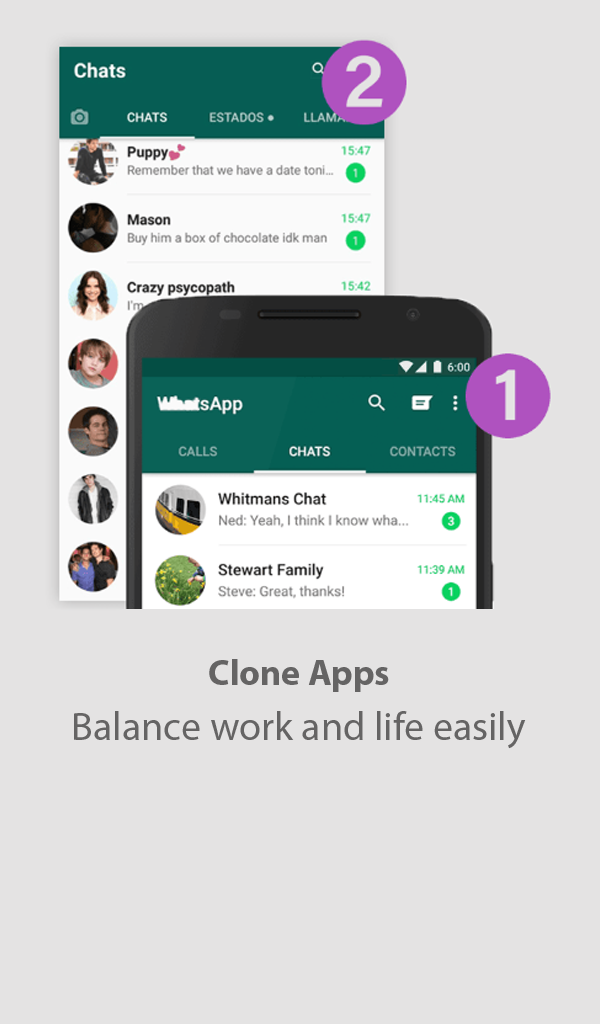 Chats
2
CHATS ESTADOS LLAMA
Puppy💕 15:47
Remember that we have a date toni... 1
Mason 15:47
Buy him a box of chocolate idk man 1
Crazy psycopath 15:42
I'm
6:00
1
WhatsApp
CALLS CHATS CONTACTS
Whitmans Chat 11:45 AM
Ned: Yeah, I think I know wha... 3
Stewart Family 11:39 AM
Steve: Great, thanks! 1
Clone Apps
Balance work and life easily